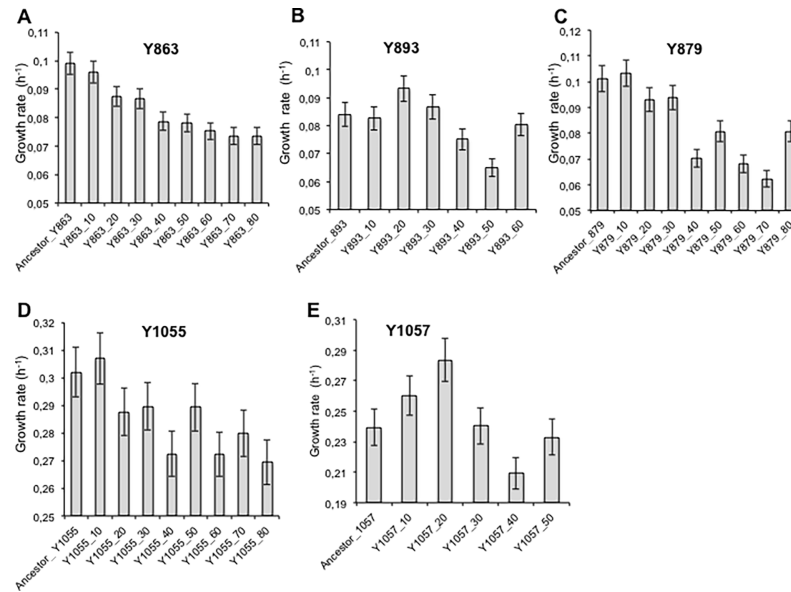 A
Y863
Growth rate (h-1)
0,11
0,1
0,09
0,08
0,07
0,06
0,05
Ancestor_Y863
Y863_10
Y863_20
Y863_30
Y863_40
Y863_50
Y863_60
Y863_70
Y863_80
B
Y893
Growth rate (h-1)
0,11
0,1
0,09
0,08
0,07
0,06
0,05
Ancestor_893
Y893_10
Y893_20
Y893_30
Y893_40
Y893_50
Y893_60
C
Y879
Growth rate (h-1)
0,12
0,11
0,1
0,09
0,08
0,07
0,06
0,05
Ancestor_879
Y879_10
Y879_20
Y879_30
Y879_40
Y879_50
Y879_60
Y879_70
Y879_80
D
Y1055
Growth rate (h-1)
0,32
0,31
0,3
0,29
0,28
0,27
0,26
0,25
Ancestor_Y1055
Y1055_10
Y1055_20
Y1055_30
Y1055_40
Y1055_50
Y1055_60
Y1055_70
Y1055_80
E
Y1057
Growth rate (h-1)
0,31
0,29
0,27
0,25
0,23
0,21
0,19
Ancestor_1057
Y1057_10
Y1057_20
Y1057_30
Y1057_40
Y1057_50